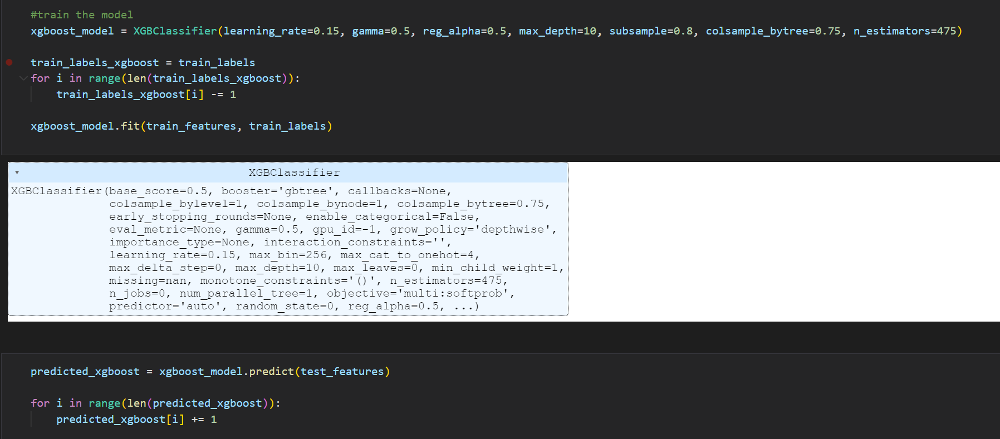 #train the model
xgboost_model = XGBClassifier(learning_rate=0.15, gamma=0.5, reg_alpha=0.5, max_depth=10, subsample=0.8, colsample_bytree=0.75, n_estimators=475)
train_labels_xgboost = train_labels
for i in range(len(train_labels_xgboost)):
    train_labels_xgboost[i] -= 1
xgboost_model.fit(train_features, train_labels)
XGBClassifier
XGBClassifier(base_score=0.5, booster='gbtree', callbacks=None,
              colsample_bylevel=1, colsample_bynode=1, colsample_bytree=0.75,
              early_stopping_rounds=None, enable_categorical=False,
              eval_metric=None, gamma=0.5, gpu_id=-1, grow_policy='depthwise',
              importance_type=None, interaction_constraints='',
              learning_rate=0.15, max_bin=256, max_cat_to_onehot=4,
              max_delta_step=0, max_depth=10, max_leaves=0, min_child_weight=1,
              missing=nan, monotone_constraints='()', n_estimators=475,
              n_jobs=0, num_parallel_tree=1, objective='multi:softprob',
              predictor='auto', random_state=0, reg_alpha=0.5, ...)
predicted_xgboost = xgboost_model.predict(test_features)
for i in range(len(predicted_xgboost)):
    predicted_xgboost[i] += 1